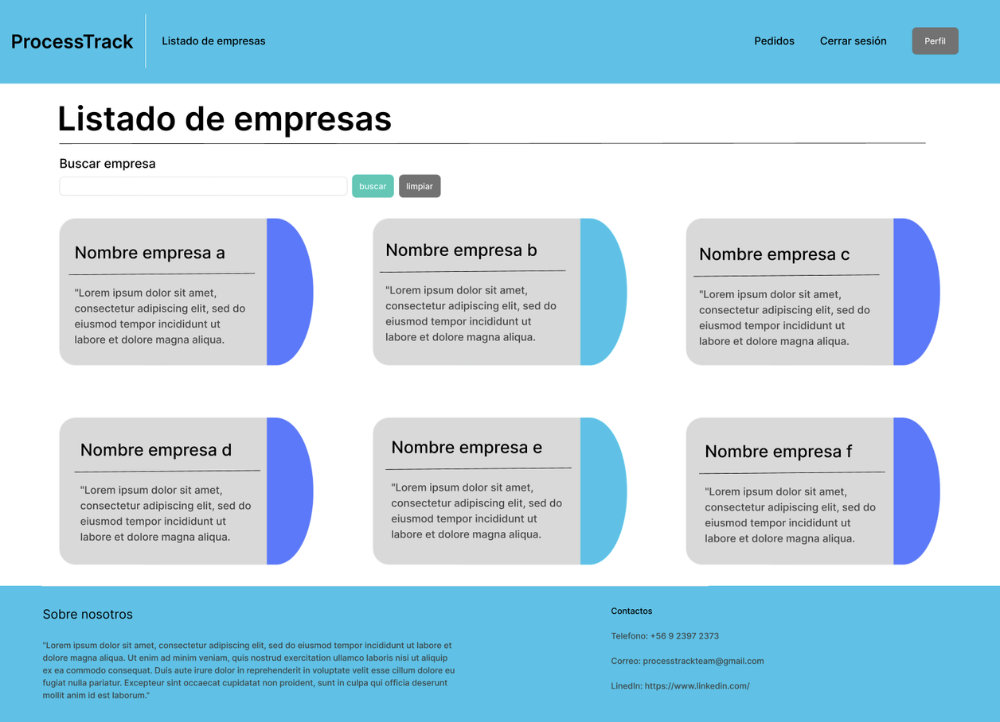 ProcessTrack
Listado de empresas
Pedidos
Cerrar sesión
Perfil
Listado de empresas
Buscar empresa
buscar
limpiar
Nombre empresa a
"Lorem ipsum dolor sit amet,
consectetur adipiscing elit, sed do
eiusmod tempor incididunt ut
labore et dolore magna aliqua.
Nombre empresa b
"Lorem ipsum dolor sit amet,
consectetur adipiscing elit, sed do
eiusmod tempor incididunt ut
labore et dolore magna aliqua.
Nombre empresa c
"Lorem ipsum dolor sit amet,
consectetur adipiscing elit, sed do
eiusmod tempor incididunt ut
labore et dolore magna aliqua.
Nombre empresa d
"Lorem ipsum dolor sit amet,
consectetur adipiscing elit, sed do
eiusmod tempor incididunt ut
labore et dolore magna aliqua.
Nombre empresa e
"Lorem ipsum dolor sit amet,
consectetur adipiscing elit, sed do
eiusmod tempor incididunt ut
labore et dolore magna aliqua.
Nombre empresa f
"Lorem ipsum dolor sit amet,
consectetur adipiscing elit, sed do
eiusmod tempor incididunt ut
labore et dolore magna aliqua.
Sobre nosotros
"Lorem ipsum dolor sit amet, consectetur adipiscing elit, sed do eiusmod tempor incididunt ut labore et
dolore magna aliqua. Ut enim ad minim veniam, quis nostrud exercitation ullamco laboris nisi ut aliquip
ex ea commodo consequat. Duis aute irure dolor in reprehenderit in voluptate velit esse cillum dolore eu
fugiat nulla pariatur. Excepteur sint occaecat cupidatat non proident, sunt in culpa qui officia deserunt
mollit anim id est laborum."
Contactos
Telefono: +56 9 2397 2373
Correo: processtrackteam@gmail.com
LinedIn: https://www.linkedin.com/